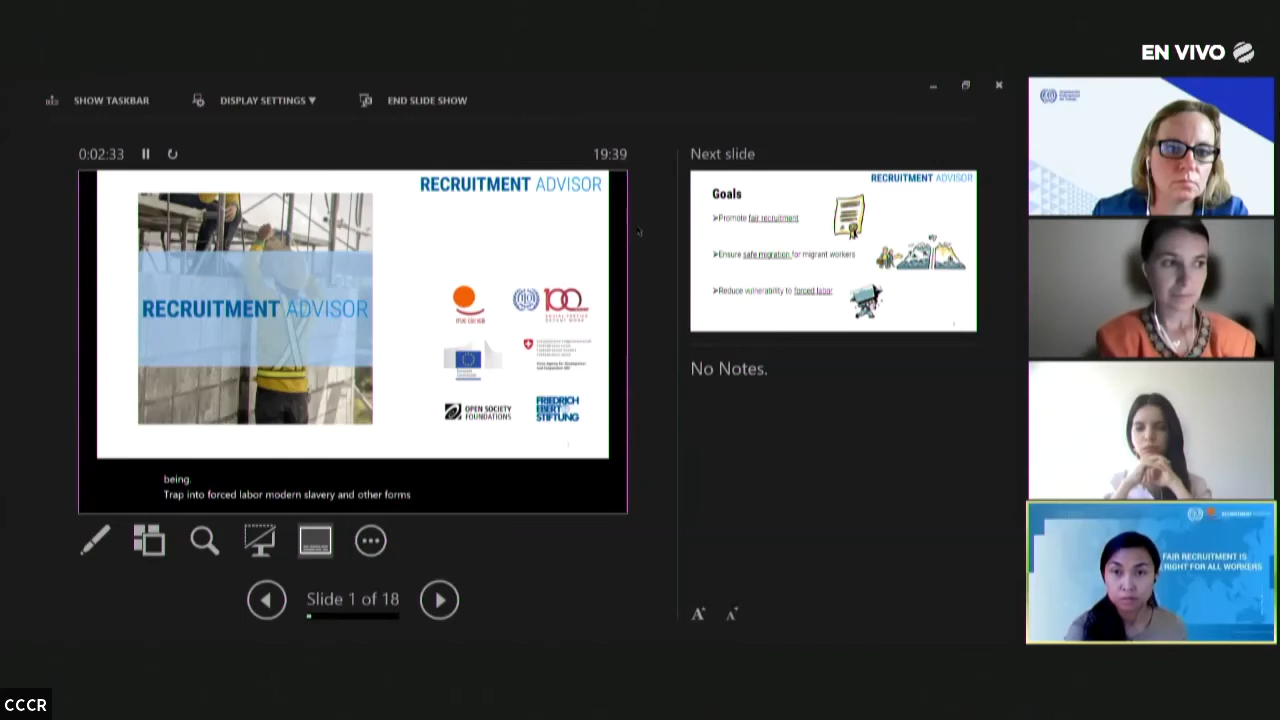 EN VIVO
SHOW TASKBAR
DISPLAY SETTINGS
END SLIDE SHOW
0:02:33
19:39
Next slide
RECRUITMENT ADVISOR
RECRUITMENT ADVISOR
100
OPEN SOCIETY
FOUNDATIONS
FRIEDRICH
EBERT
STIFTUNG
being.
Trap into forced labor modern slavery and other forms
Slide 1 of 18
RECRUITMENT ADVISOR
Goals
➢Promote fair recruitment
➢Ensure safe migration for migrant workers
➢Reduce vulnerability to forced labor
No Notes.
FAIR RECRUITMENT IS
RIGHT FOR ALL WORKERS
CCCR